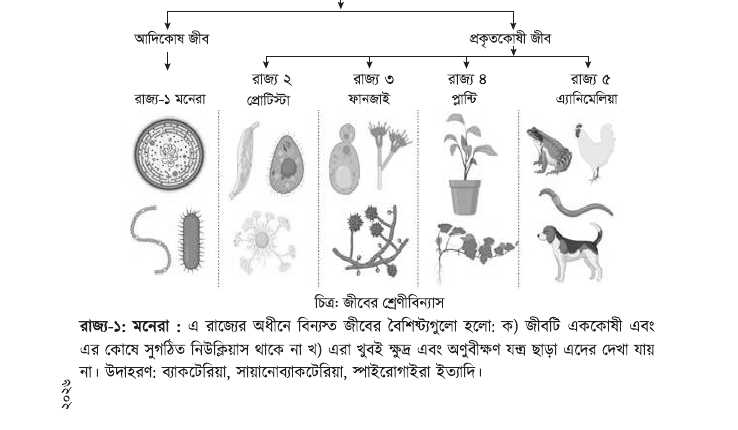 আদিকোষ জীব
প্রকৃতকোষী জীব
রাজ্য-১ মনেরা
রাজ্য ২
প্রোটিস্টা
রাজ্য ৩
ফানজাই
রাজ্য ৪
প্লান্টি
রাজ্য ৫
এ্যানিমেলিয়া
চিত্র: জীবের শ্রেণীবিন্যাস
রাজ্য-১: মনেরা : এ রাজ্যের অধীনে বিন্যস্ত জীবের বৈশিষ্ট্যগুলো হলো: ক) জীবটি এককোষী এবং
এর কোষে সুগঠিত নিউক্লিয়াস থাকে না খ) এরা খুবই ক্ষুদ্র এবং অণুবীক্ষণ যন্ত্র ছাড়া এদের দেখা যায়
না। উদাহরণ: ব্যাকটেরিয়া, সায়ানোব্যাকটেরিয়া, স্পাইরোগাইরা ইত্যাদি।
২০২৬